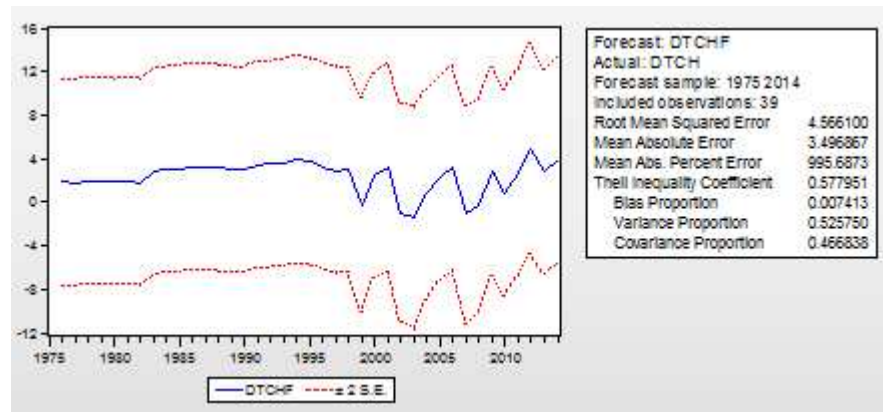 16
12
8
4
0
-4
-8
-12
1975 1980 1985 1990 1995 2000 2005 2010
DTCHF ± 2 S.E.
Forecast: DTCHF
Actual: DTCH
Forecast sample: 1975 2014
Included observations: 39
Root Mean Squared Error 4.566100
Mean Absolute Error 3.496867
Mean Abs. Percent Error 995.6873
Theil Inequality Coefficient 0.577951
Bias Proportion 0.007413
Variance Proportion 0.525750
Covariance Proportion 0.466838